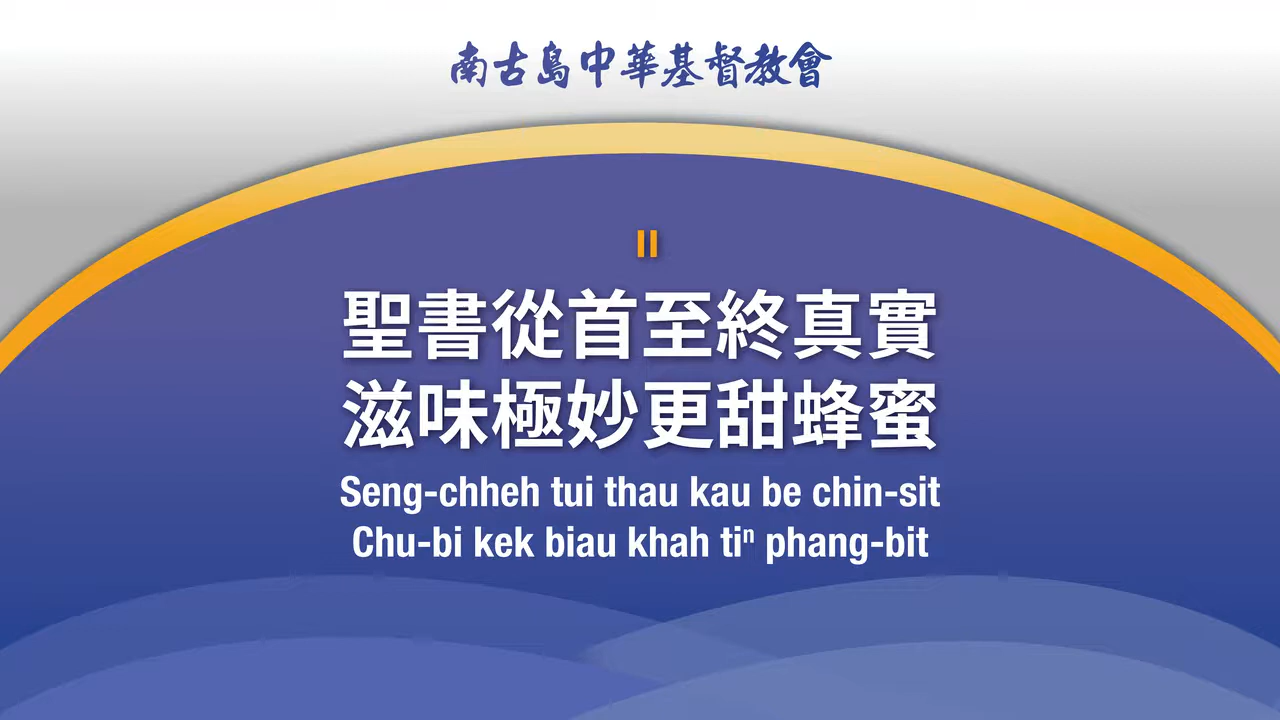 南古島中華基督教會
II
聖書從首至終真實
滋味極妙更甜蜂蜜
Seng-chheh tui thau kau be chin-sit
Chu-bi kek biau khah tiⁿ phang-bit